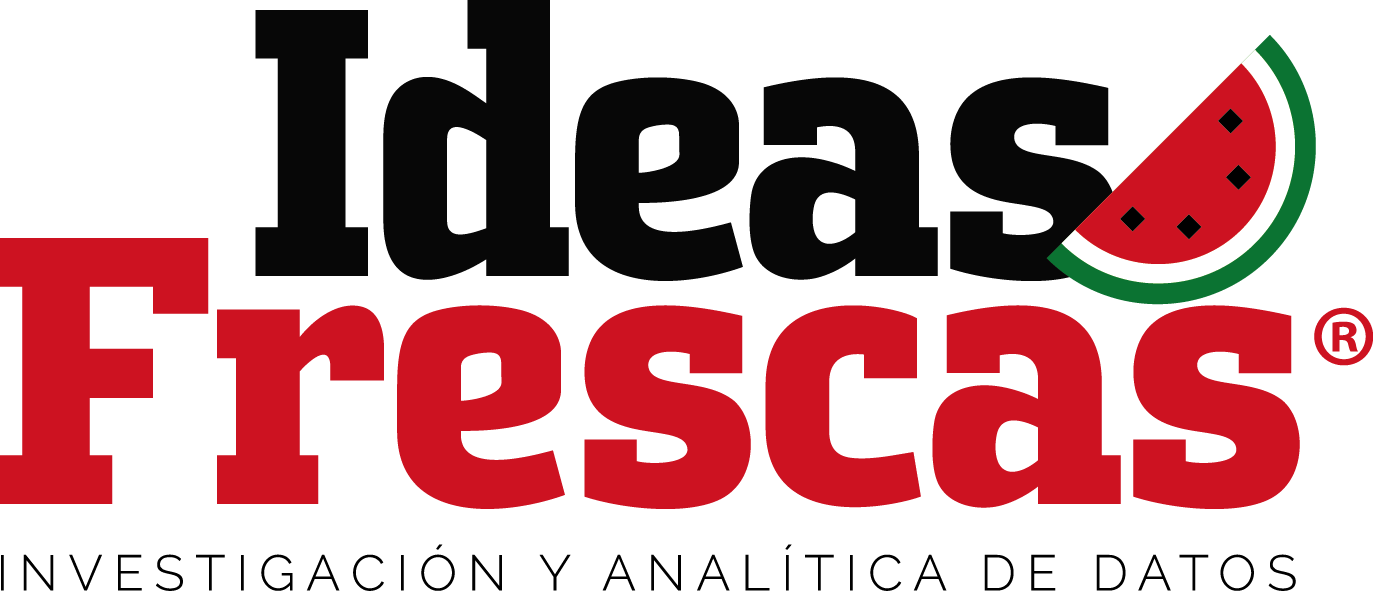 Ideas
Frescas®
INVESTIGACIÓN Y ANALÍTICA DE DATOS